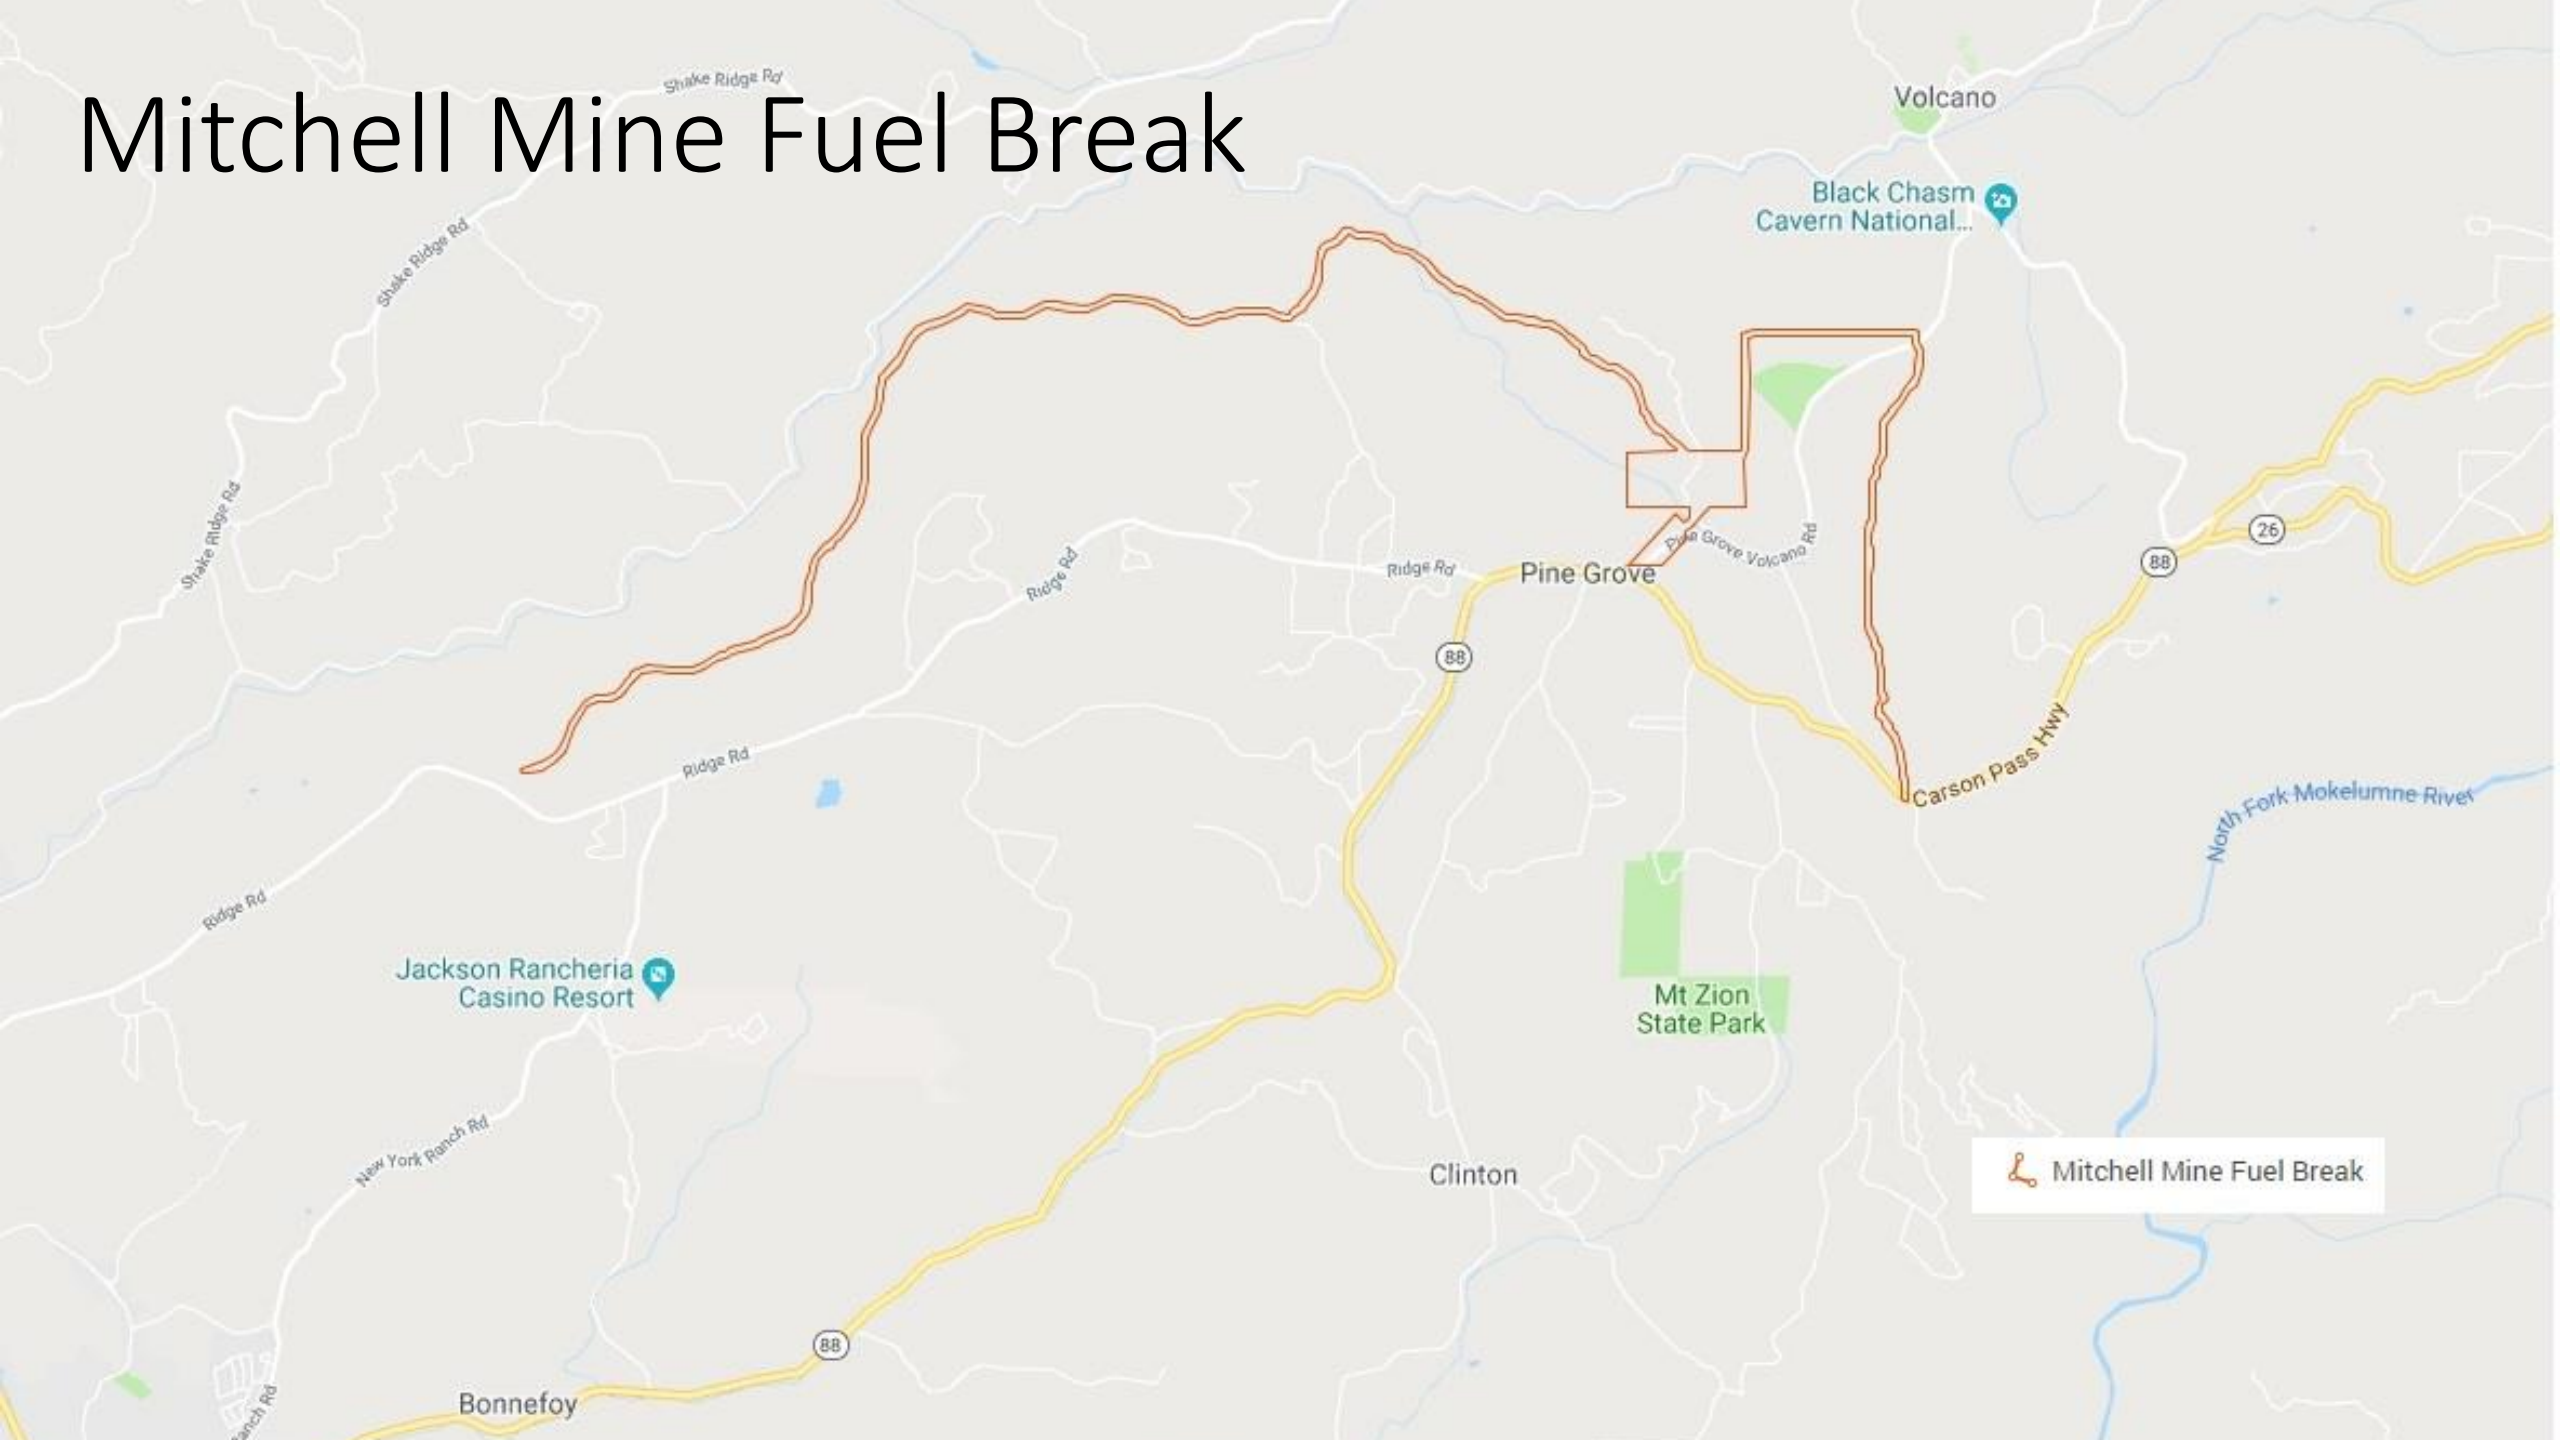 Mitchell Mine Fuel Break
Shake Ridge Rd
Volcano
Black Chasm
Cavern National...
Shake Ridge Rd
Shake Ridge Rd
26
88
Pine Grove Volcano Rd
Ridge Rd
Ridge Rd
Pine Grove
88
Ridge Rd
Carson Pass Hwy
North Fork Mokelumne River
Ridge Rd
Jackson Rancheria
Casino Resort
Mt Zion
State Park
New York Ranch Rd
Clinton
Mitchell Mine Fuel Break
88
Bonnefoy
anch Rd